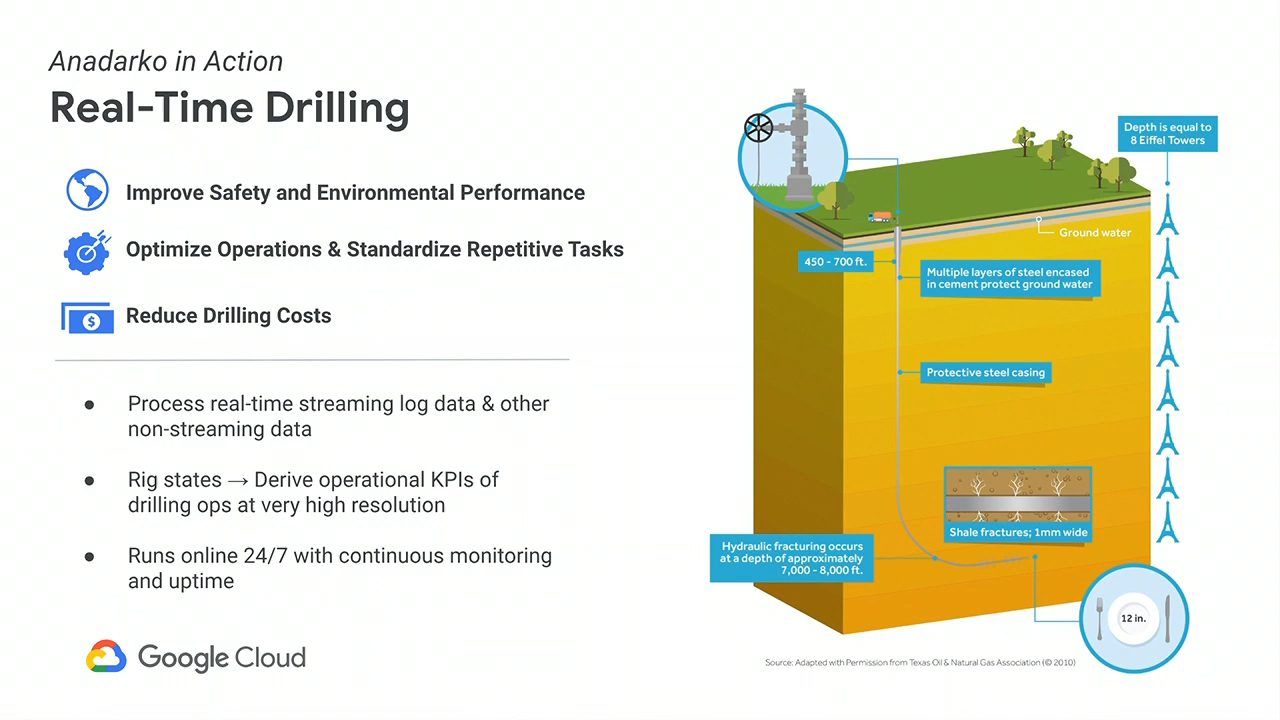 Anadarko in Action
Real-Time Drilling
Improve Safety and Environmental Performance
Optimize Operations & Standardize Repetitive Tasks
$
Reduce Drilling Costs
● Process real-time streaming log data & other
non-streaming data
● Rig states → Derive operational KPIs of
drilling ops at very high resolution
● Runs online 24/7 with continuous monitoring
and uptime
Google Cloud
Depth is equal to
8 Eiffel Towers
Ground water
450 - 700 ft.
Multiple layers of steel encased
in cement protect ground water
Protective steel casing
Shale fractures; 1mm wide
Hydraulic fracturing occurs
at a depth of approximately
7,000 - 8,000 ft.
12 in.
Source: Adapted with Permission from Texas Oil & Natural Gas Association (© 2010)